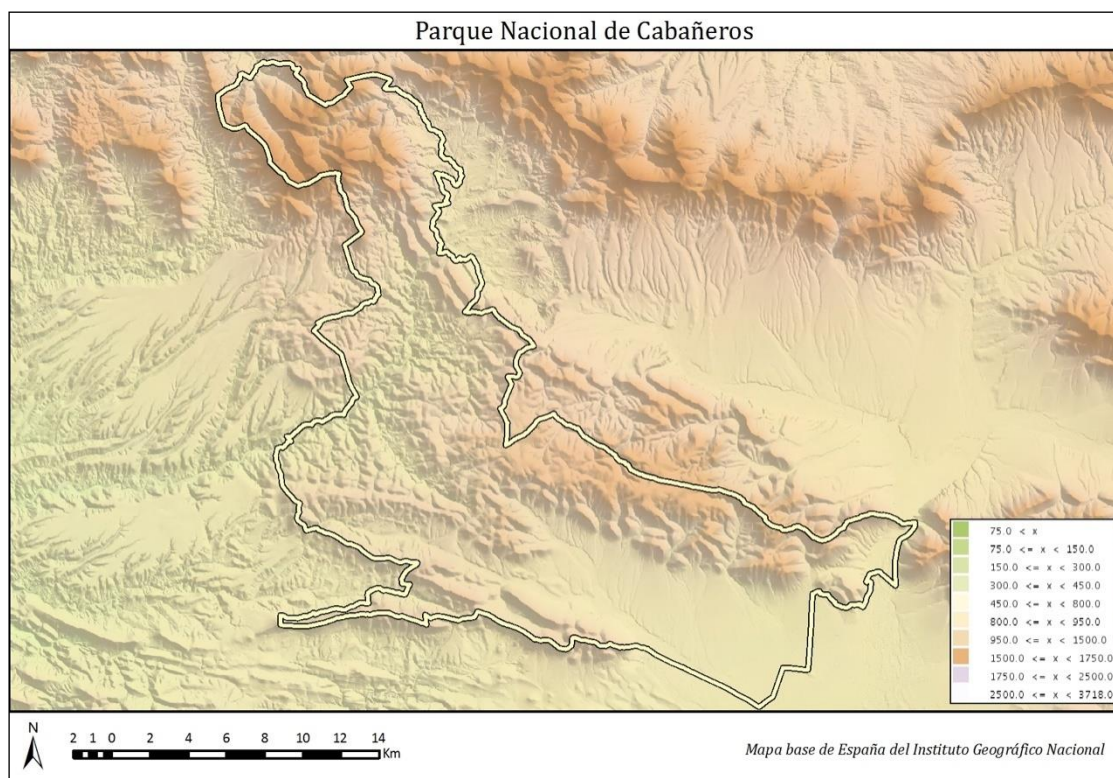 Parque Nacional de Cabañeros
75.0 < x
75.0 <= x < 150.0
150.0 <= x < 300.0
300.0 <= x < 450.0
450.0 <= x < 800.0
800.0 <= x < 950.0
950.0 <= x < 1500.0
1500.0 <= x < 1750.0
1750.0 <= x < 2500.0
2500.0 <= x < 3718.0
N
2 1 0 2 4 6 8 10 12 14
Km
Mapa base de España del Instituto Geográfico Nacional